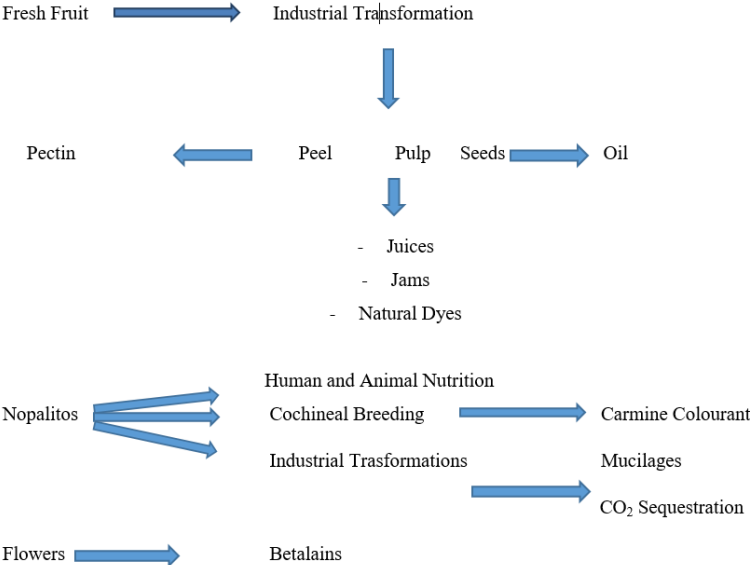 Fresh Fruit Industrial Transformation
Pectin Peel Pulp Seeds Oil
- Juices
- Jams
- Natural Dyes
Human and Animal Nutrition
Nopalitos Cochineal Breeding Carmine Colourant
Industrial Trasformations Mucilages
CO₂ Sequestration
Flowers Betalains